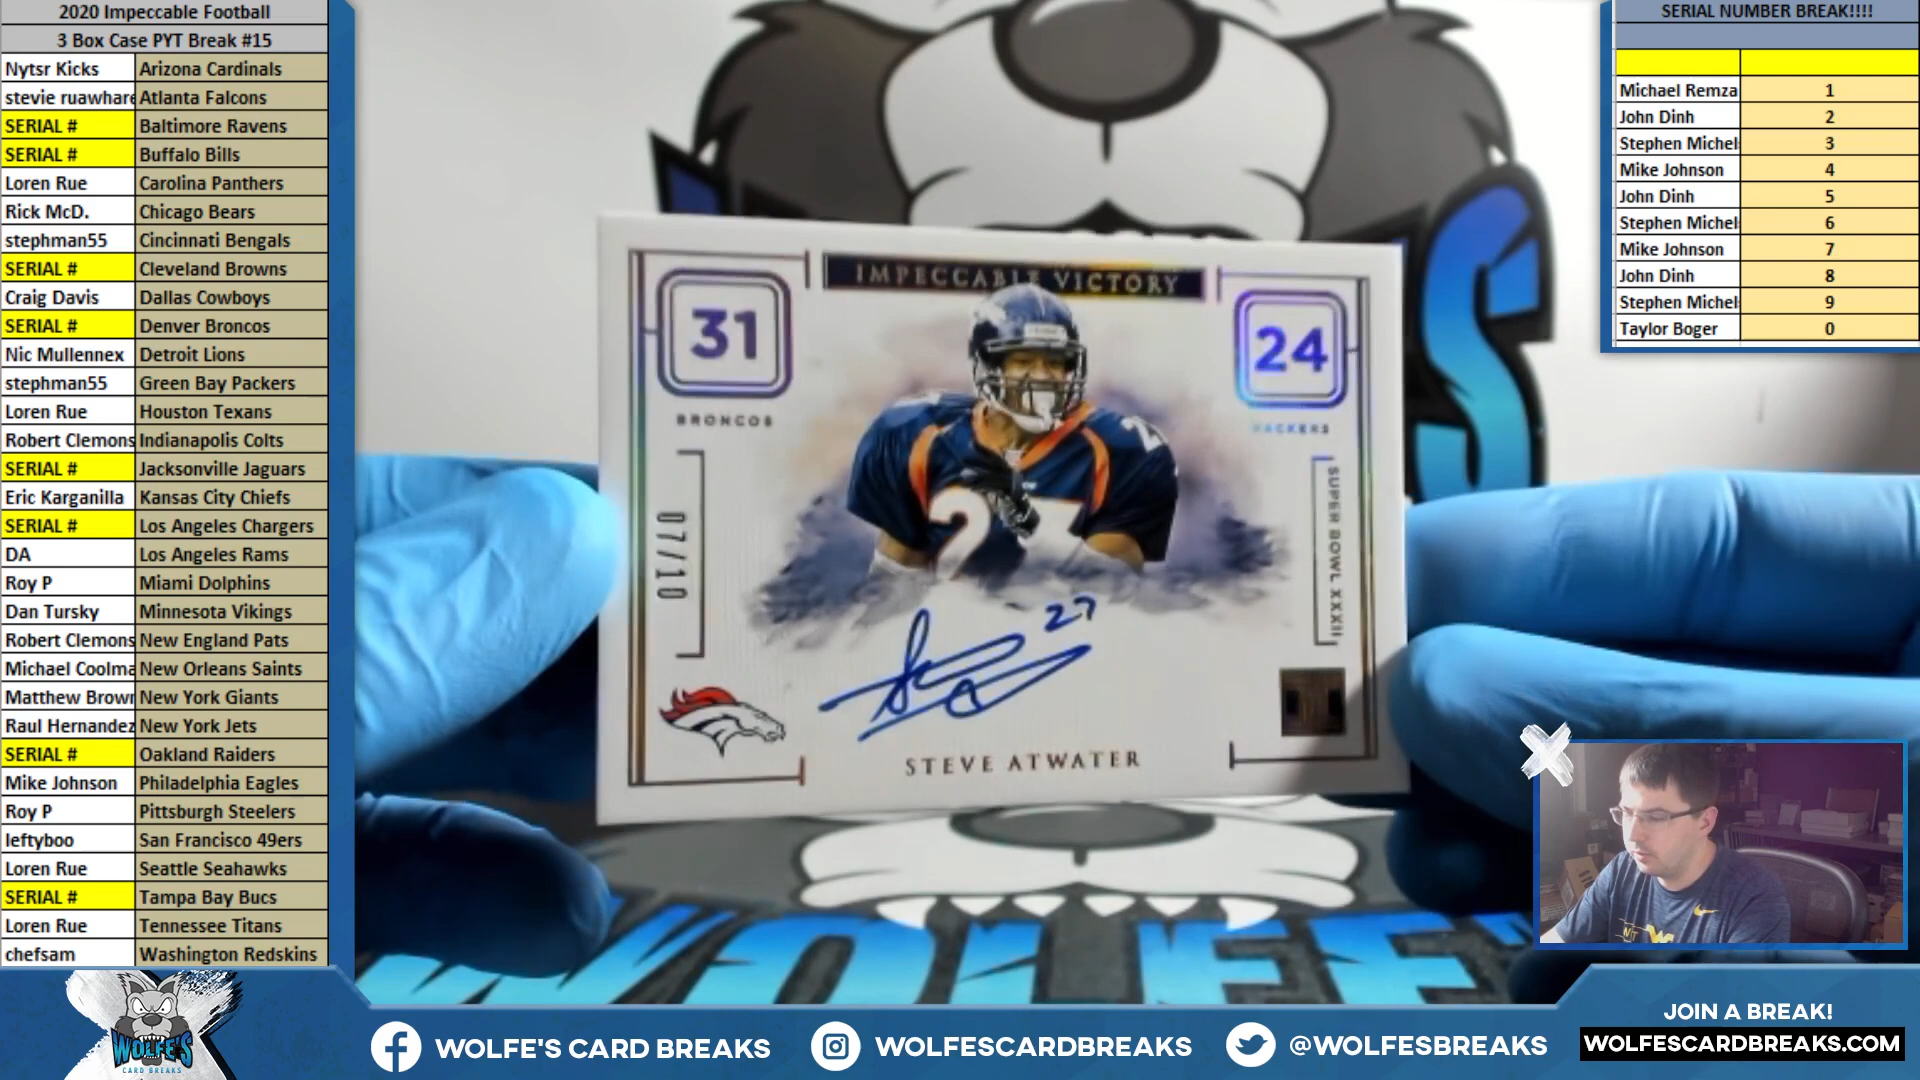 2020 Impeccable Football
3 Box Case PYT Break #15
Nytsr Kicks Arizona Cardinals
stevie ruawhare Atlanta Falcons
SERIAL # Baltimore Ravens
SERIAL # Buffalo Bills
Loren Rue Carolina Panthers
Rick McD. Chicago Bears
stephman55 Cincinnati Bengals
SERIAL # Cleveland Browns
Craig Davis Dallas Cowboys
SERIAL # Denver Broncos
Nic Mullennex Detroit Lions
stephman55 Green Bay Packers
Loren Rue Houston Texans
Robert Clemons Indianapolis Colts
SERIAL # Jacksonville Jaguars
Eric Karganilla Kansas City Chiefs
SERIAL # Los Angeles Chargers
DA Los Angeles Rams
Roy P Miami Dolphins
Dan Tursky Minnesota Vikings
Robert Clemons New England Pats
Michael Coolma New Orleans Saints
Matthew Brown New York Giants
Raul Hernandez New York Jets
SERIAL # Oakland Raiders
Mike Johnson Philadelphia Eagles
Roy P Pittsburgh Steelers
leftyboo San Francisco 49ers
Loren Rue Seattle Seahawks
SERIAL # Tampa Bay Bucs
Loren Rue Tennessee Titans
chefsam Washington Redskins
IMPECCABLE VICTORY
31
BRONCOS
24
PACKERS
07/10
SUPER BOWL XXXII
27
STEVE ATWATER
SERIAL NUMBER BREAK!!!!
Michael Remza 1
John Dinh 2
Stephen Michel 3
Mike Johnson 4
John Dinh 5
Stephen Michel 6
Mike Johnson 7
John Dinh 8
Stephen Michel 9
Taylor Boger 0
WOLFE'S
CARD BREAKS
WOLFE'S CARD BREAKS
WOLFESCARDBREAKS
@WOLFESBREAKS
JOIN A BREAK!
WOLFESCARDBREAKS.COM